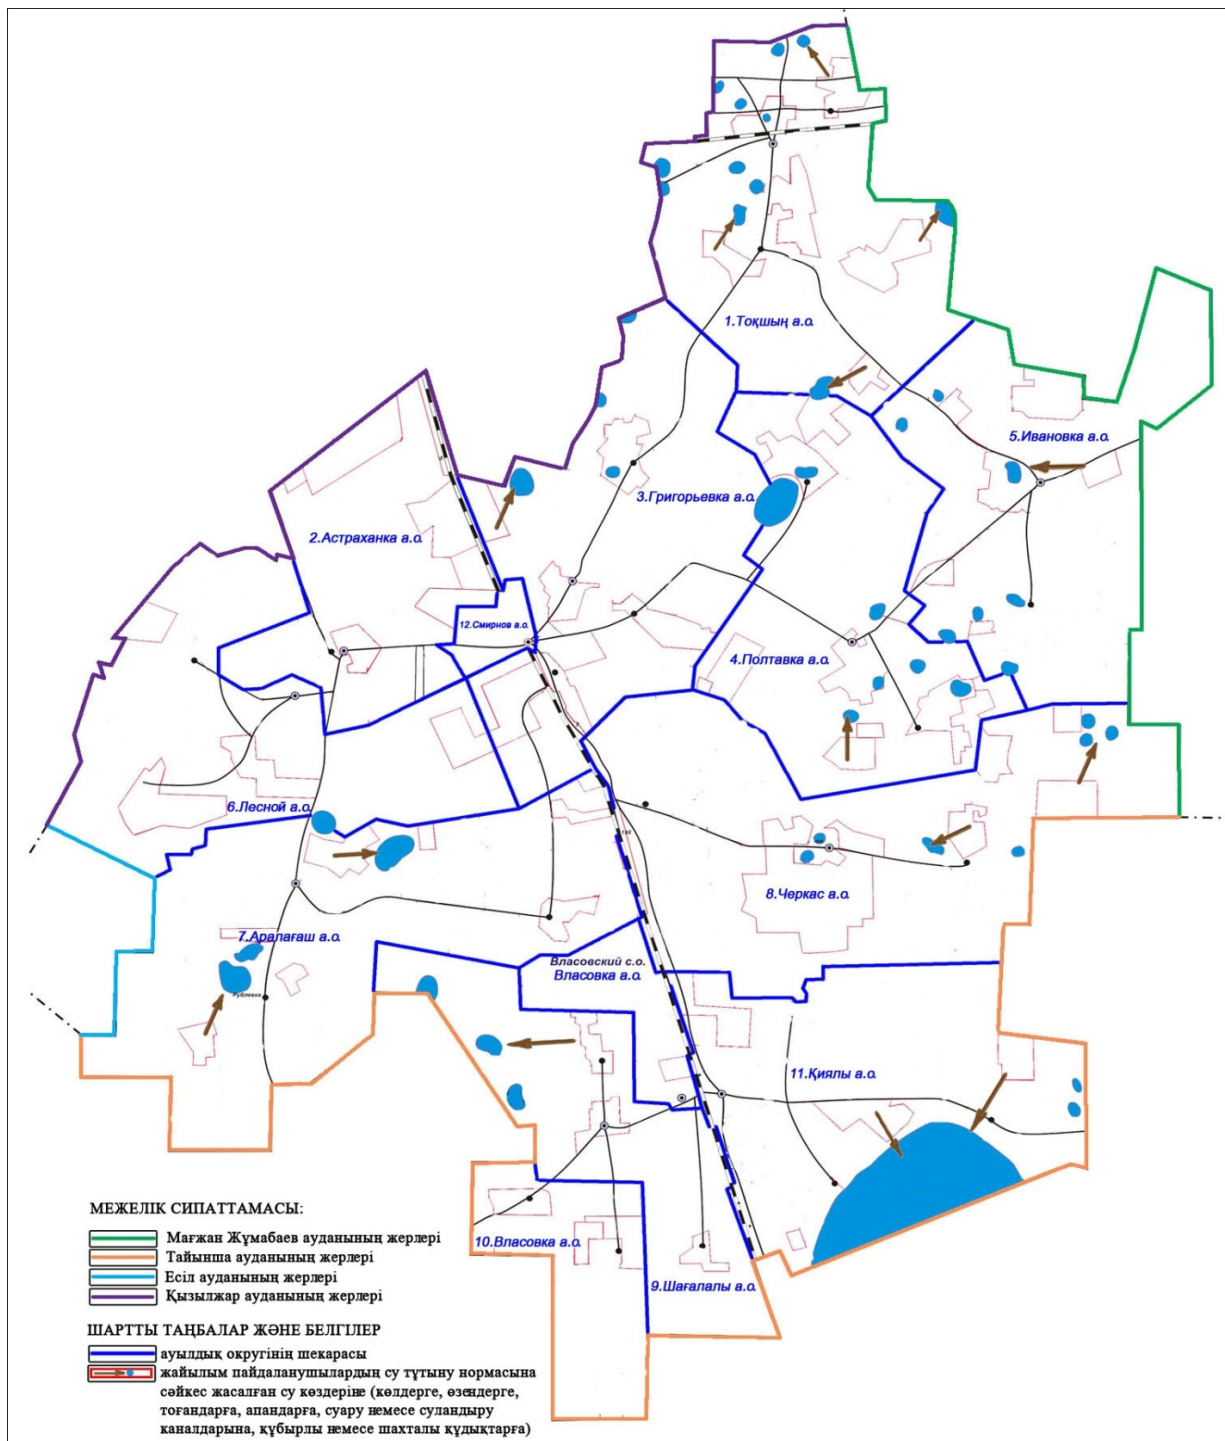 1.Тоқшың а.о.
5.Ивановка а.о.
3.Григорьевка а.о.
2.Астраханка а.о.
12.Смирнов а.о.
4.Полтавка а.о.
6.Лесной а.о.
8.Черкас а.о.
7.Аралағаш а.о.
Власовский с.о.
Власовка а.о.
Рублевка
11.Қиялы а.о.
10.Власовка а.о.
9.Шағалалы а.о.
МЕЖЕЛІК СИПАТТАМАСЫ:
Мағжан Жұмабаев ауданының жерлері
Тайынша ауданының жерлері
Есіл ауданының жерлері
Қызылжар ауданының жерлері
ШАРТТЫ ТАҢБАЛАР ЖӘНЕ БЕЛГІЛЕР
ауылдық округінің шекарасы
жайылым пайдаланушылардың су тұтыну нормасына
сәйкес жасалған су көздеріне (көлдерге, өзендерге,
тоғандарға, апандарға, суару немесе суландыру
каналдарына, құбырлы немесе шахталы құдықтарға)